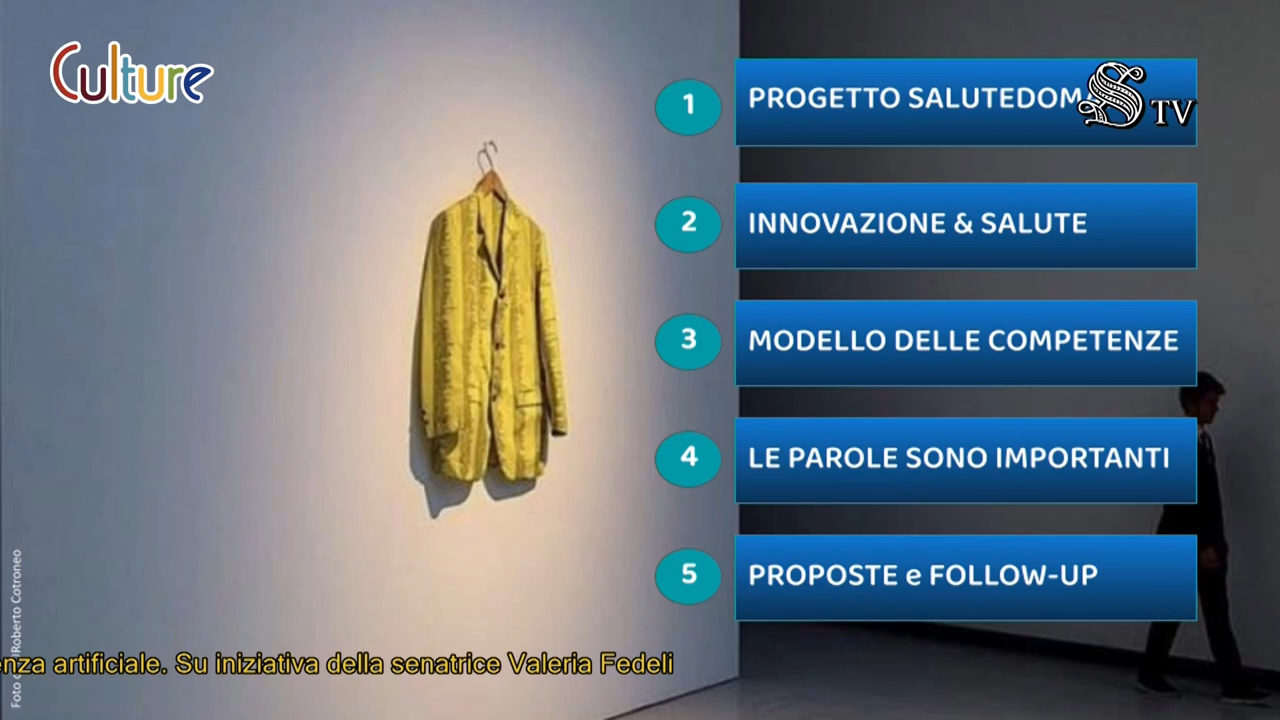 Culture
1 PROGETTO SALUTEDOMA
S TV
2 INNOVAZIONE & SALUTE
3 MODELLO DELLE COMPETENZE
4 LE PAROLE SONO IMPORTANTI
5 PROPOSTE e FOLLOW-UP
Roberto Cotroneo
enza artificiale. Su iniziativa della senatrice Valeria Fedeli